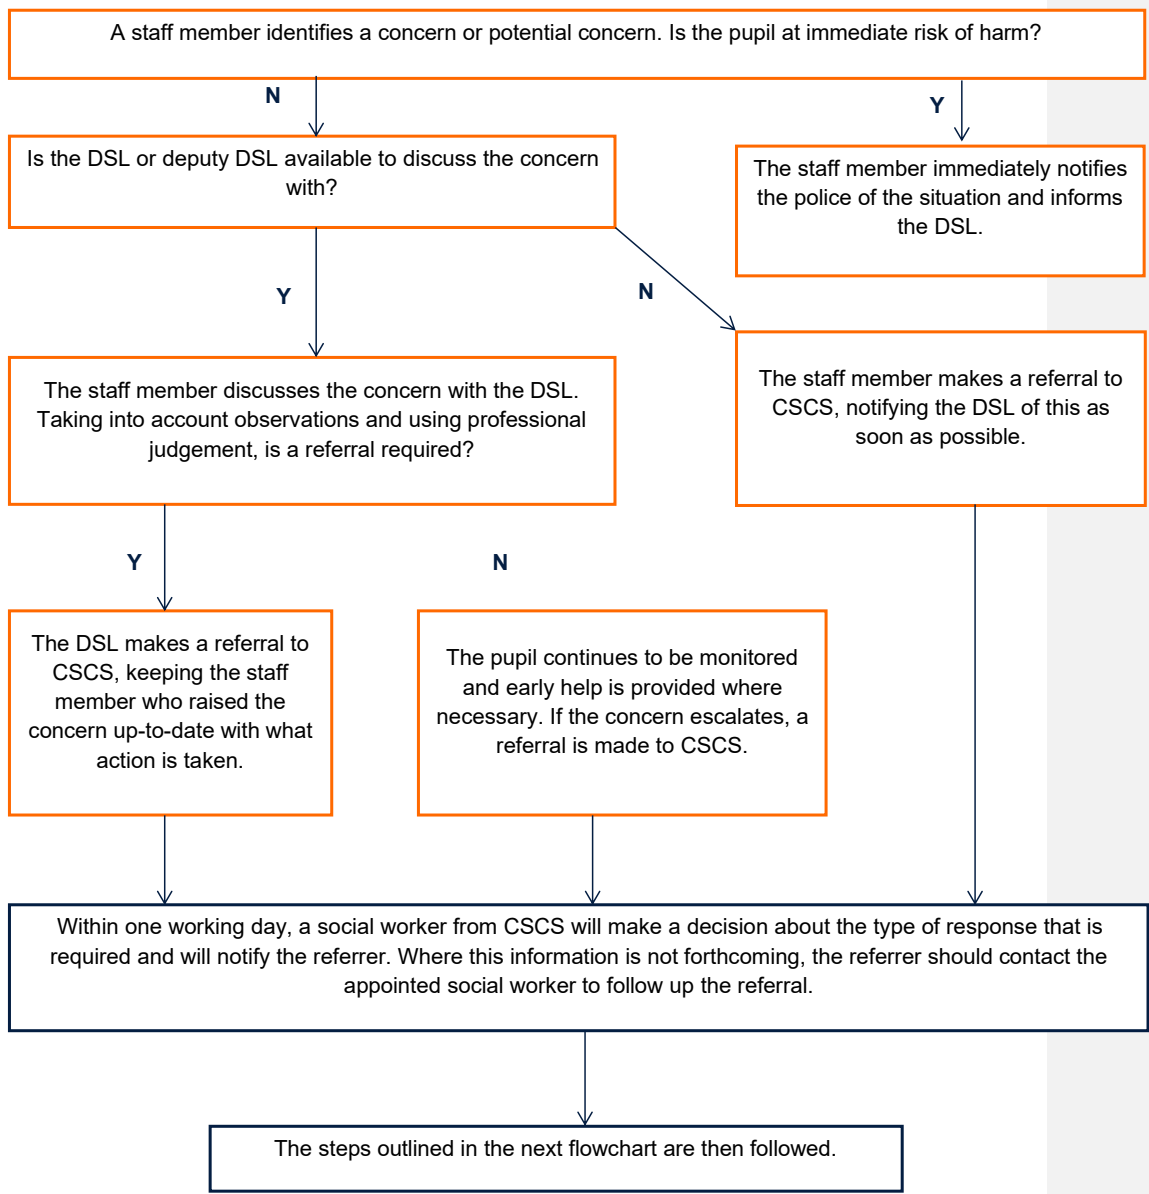 A staff member identifies a concern or potential concern. Is the pupil at immediate risk of harm?
N
Y
Is the DSL or deputy DSL available to discuss the concern
with?
The staff member immediately notifies
the police of the situation and informs
the DSL.
Y
N
The staff member discusses the concern with the DSL.
Taking into account observations and using professional
judgement, is a referral required?
The staff member makes a referral to
CSCS, notifying the DSL of this as
soon as possible.
Y
N
The DSL makes a referral to
CSCS, keeping the staff
member who raised the
concern up-to-date with what
action is taken.
The pupil continues to be monitored
and early help is provided where
necessary. If the concern escalates, a
referral is made to CSCS.
Within one working day, a social worker from CSCS will make a decision about the type of response that is
required and will notify the referrer. Where this information is not forthcoming, the referrer should contact the
appointed social worker to follow up the referral.
The steps outlined in the next flowchart are then followed.